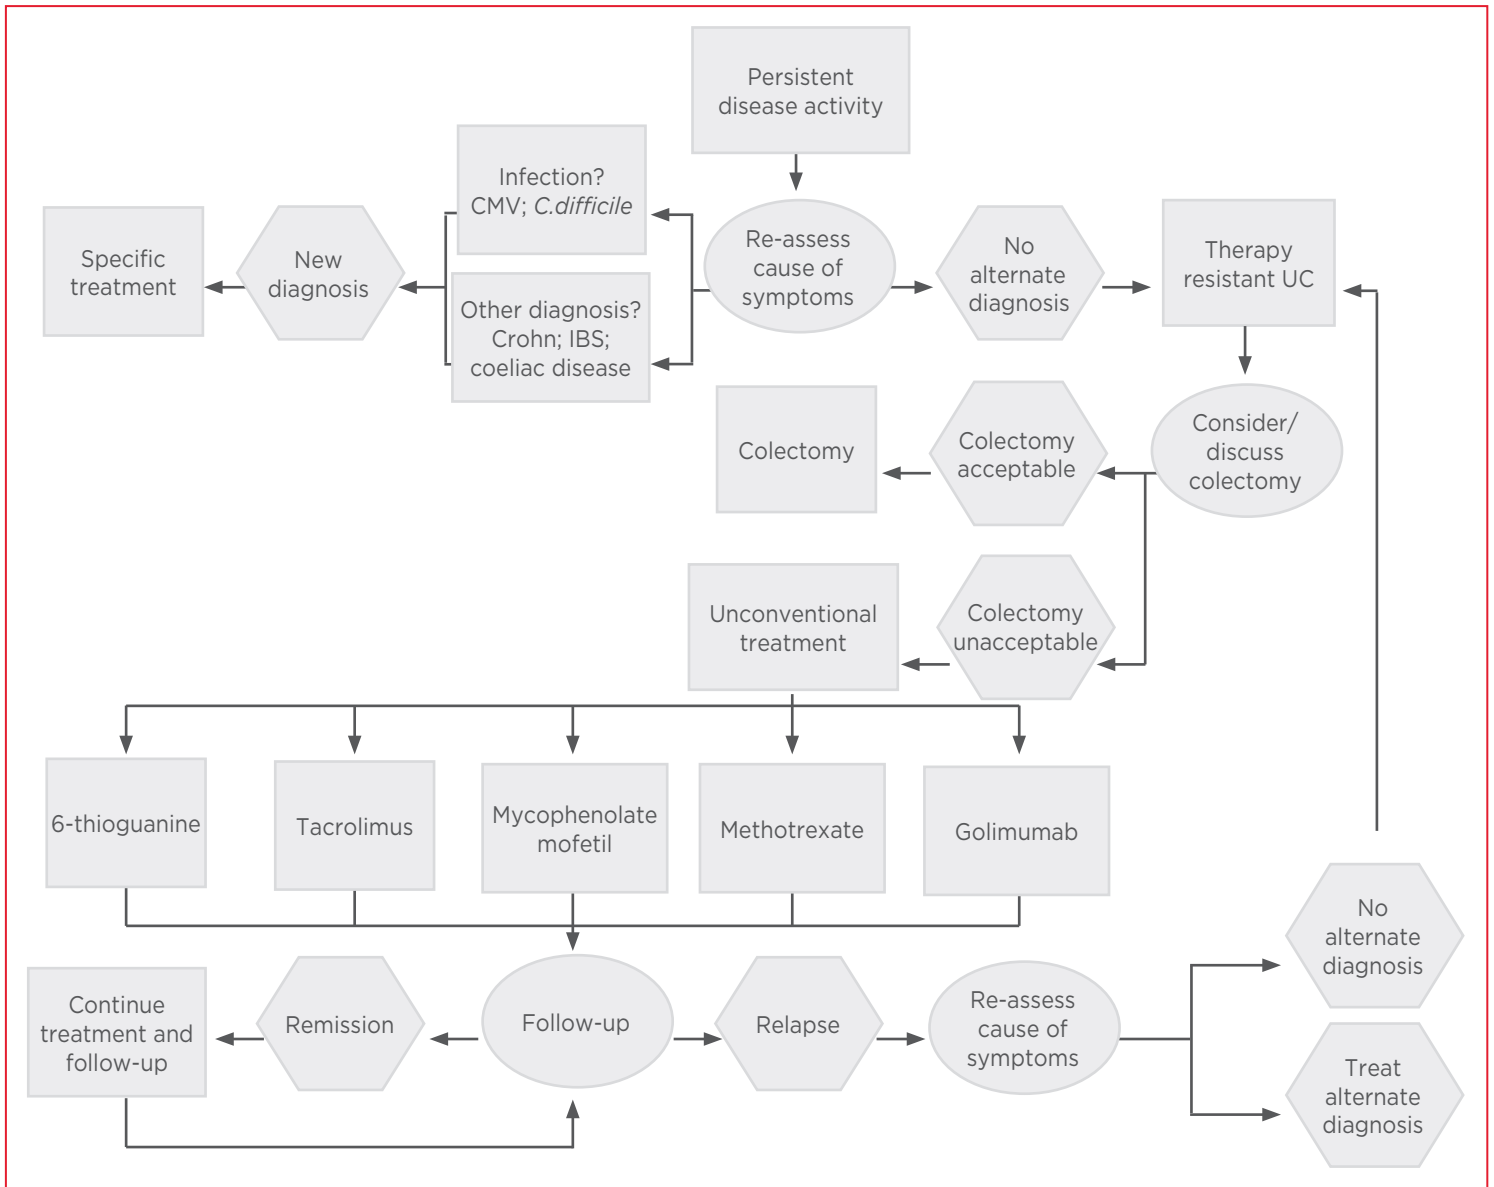 Persistent
disease activity
Infection?
CMV; C.difficile
Specific
treatment
New
diagnosis
Re-assess
cause of
symptoms
No
alternate
diagnosis
Therapy
resistant UC
Other diagnosis?
Crohn; IBS;
coeliac disease
Colectomy
Colectomy
acceptable
Consider/
discuss
colectomy
Unconventional
treatment
Colectomy
unacceptable
6-thioguanine
Tacrolimus
Mycophenolate
mofetil
Methotrexate
Golimumab
No
alternate
diagnosis
Continue
treatment and
follow-up
Remission
Follow-up
Relapse
Re-assess
cause of
symptoms
Treat
alternate
diagnosis